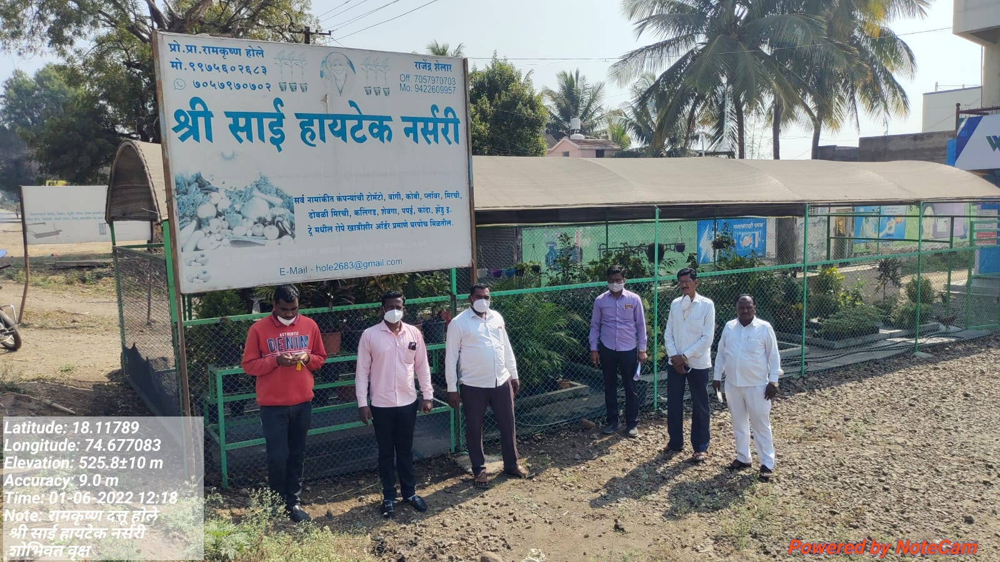 प्रो.प्रा.रामकृष्ण होले
मो.९९७५६०२६८३
७०५७९७०७०२
राजेंद्र शेलार
Off. 7057970703
Mo. 9422609957
श्री साई हायटेक नर्सरी
सर्व नामांकीत कंपन्यांची टोमॅटो, वांगी, कोबी, फ्लॉवर, मिरची,
ढोबळी मिरची, कलिंगड, शेवगा, पपई, कांदा, झेंडु इ.
ट्रे मधील रोपे खात्रीशीर ऑर्डर प्रमाणे घरपोच मिळतील.
E-Mail - hole2683@gmail.com
AUTHENTIC
DENIM
Latitude: 18.11789
Longitude: 74.677083
Elevation: 525.8±10 m
Accuracy: 9.0 m
Time: 01-06-2022 12:18
Note: रामकृष्ण दत्तू होले
श्री साई हायटेक नर्सरी
शोभिवंत वृक्ष
Powered by NoteCam